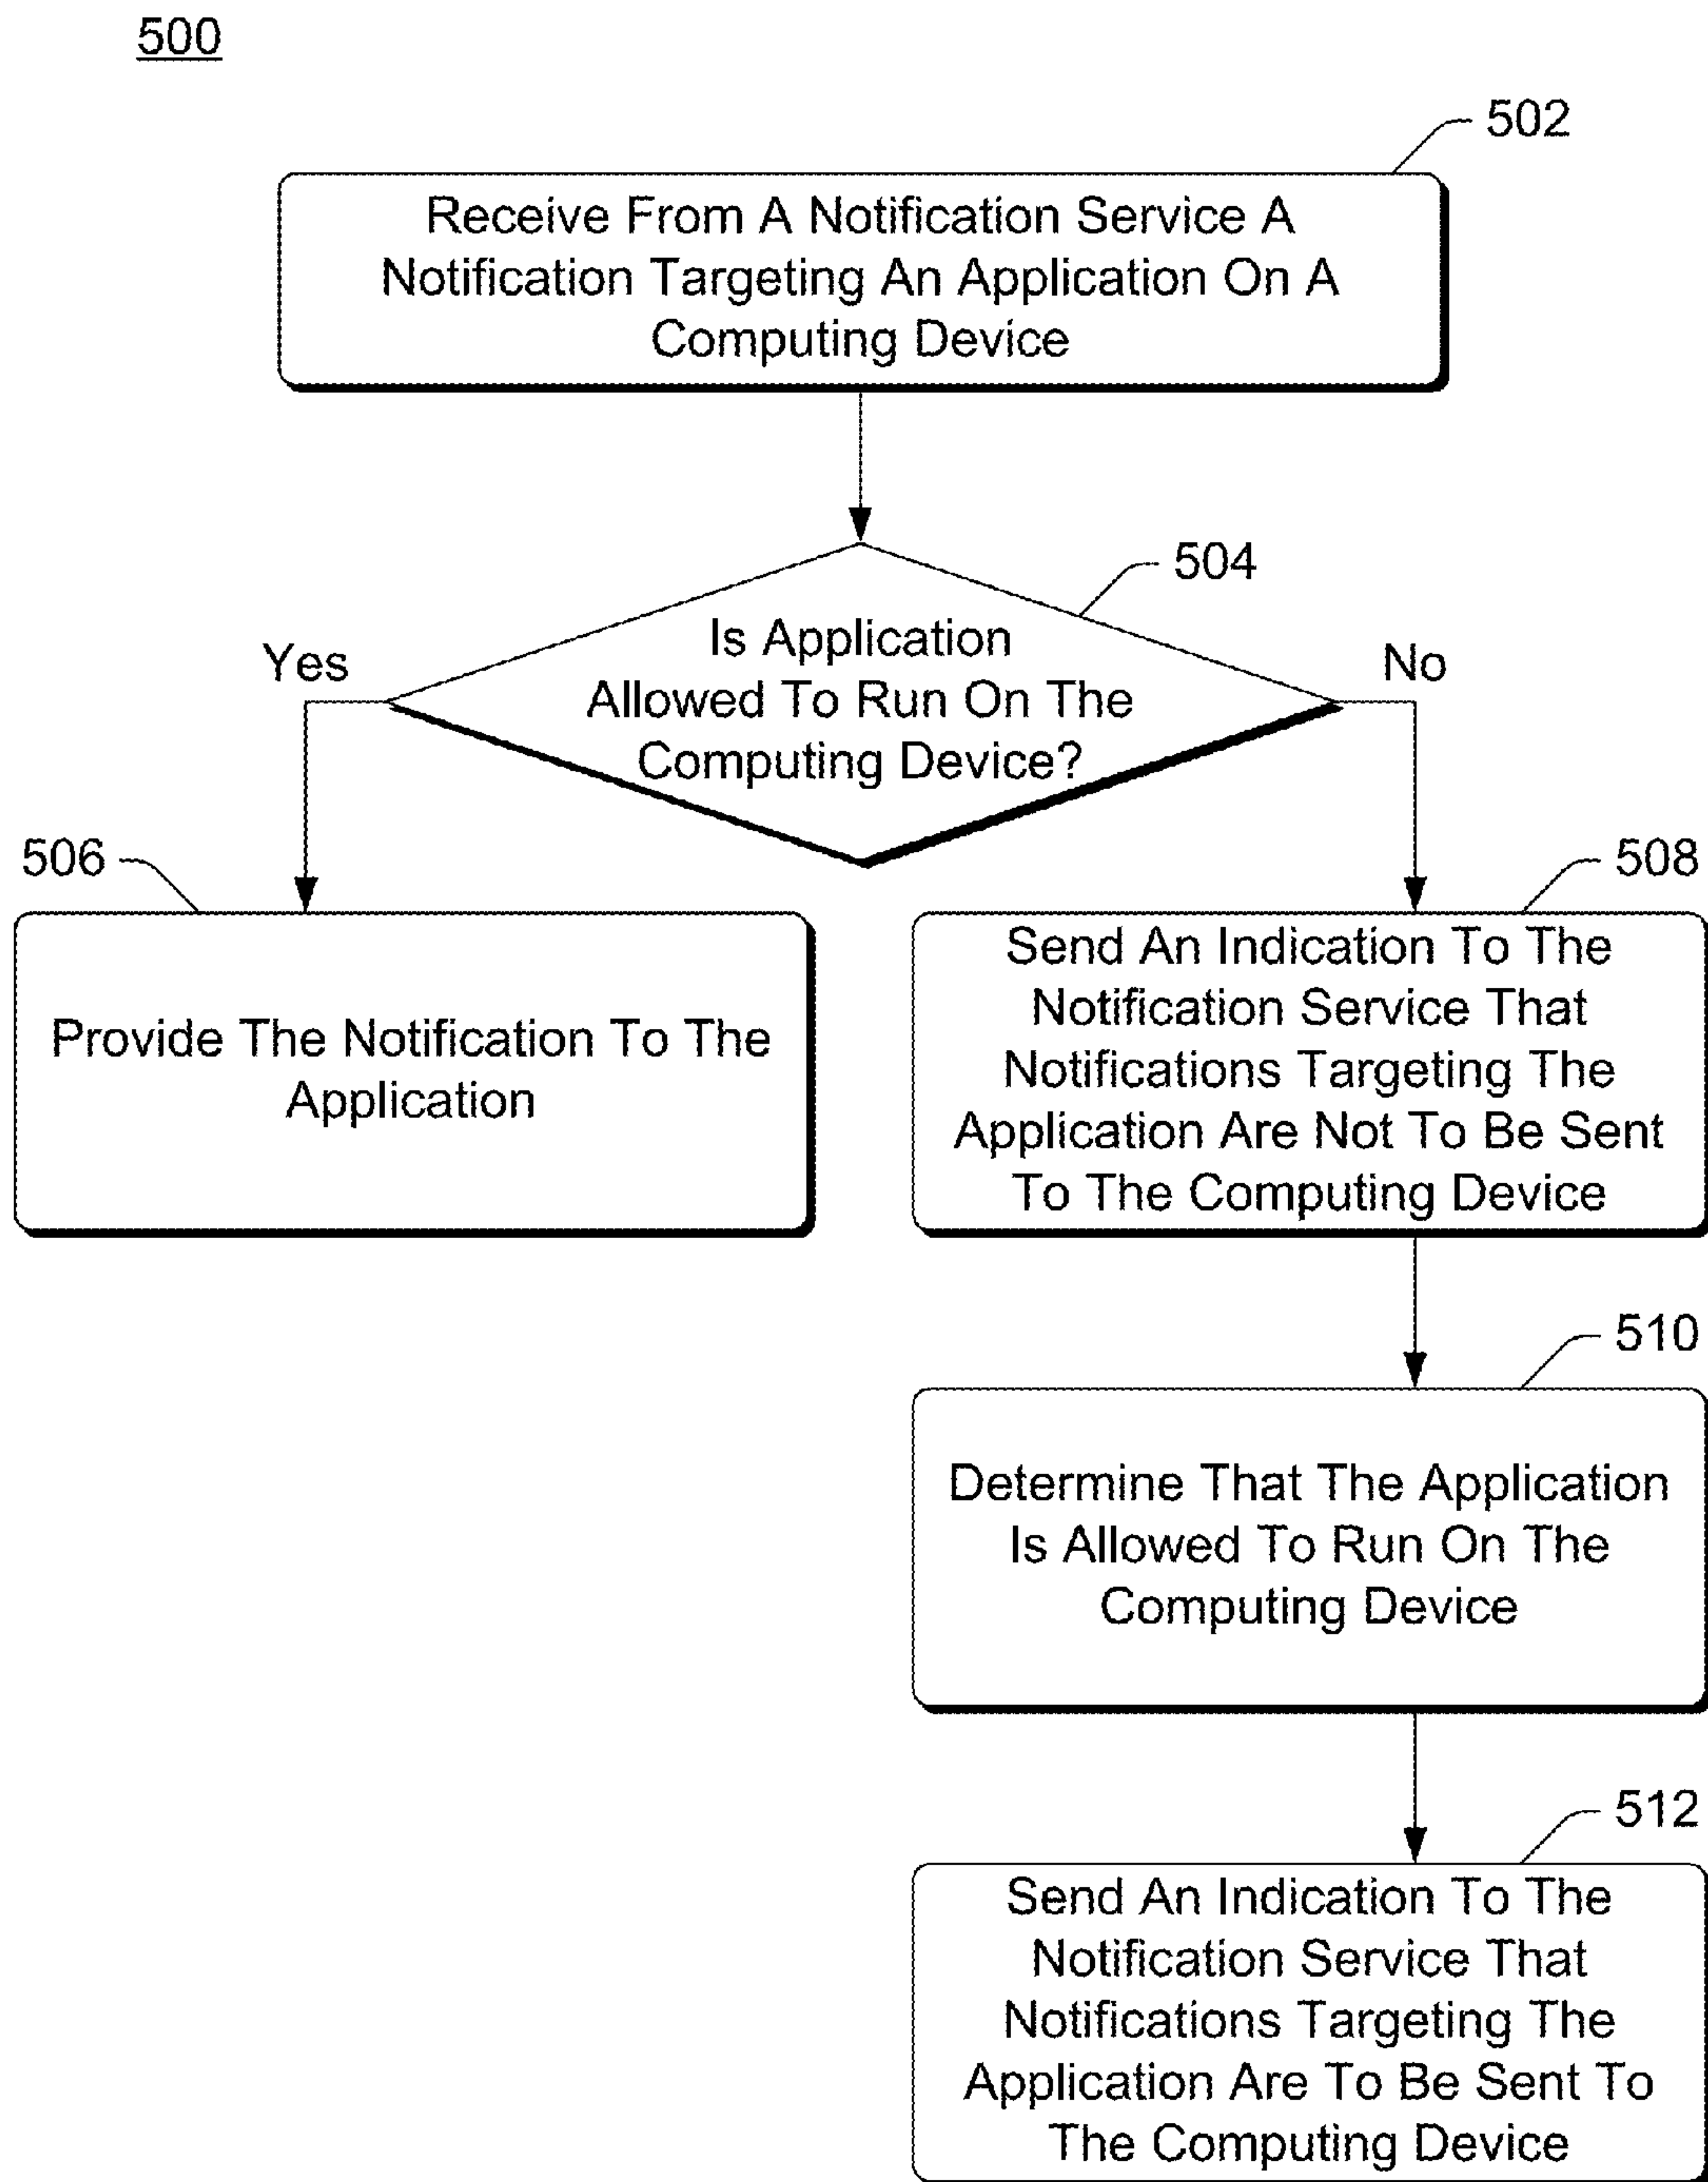 500
502
Receive From A Notification Service A
Notification Targeting An Application On A
Computing Device
504
Is Application
Allowed To Run On The
Computing Device?
Yes
No
506
Provide The Notification To The
Application
508
Send An Indication To The
Notification Service That
Notifications Targeting The
Application Are Not To Be Sent
To The Computing Device
510
Determine That The Application
Is Allowed To Run On The
Computing Device
512
Send An Indication To The
Notification Service That
Notifications Targeting The
Application Are To Be Sent To
The Computing Device